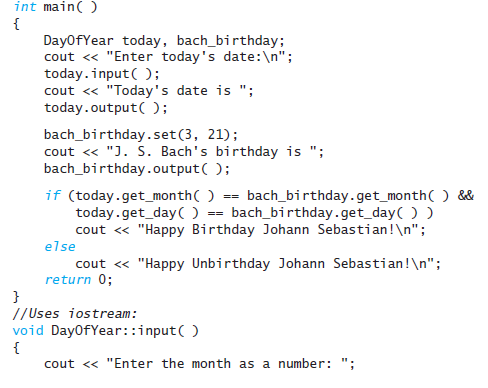 int main( )
{
    DayOfYear today, bach_birthday;
    cout << "Enter today's date:\n";
    today.input( );
    cout << "Today's date is ";
    today.output( );
    bach_birthday.set(3, 21);
    cout << "J. S. Bach's birthday is ";
    bach_birthday.output( );
    if (today.get_month( ) == bach_birthday.get_month( ) &&
        today.get_day( ) == bach_birthday.get_day( ) )
        cout << "Happy Birthday Johann Sebastian!\n";
    else
        cout << "Happy Unbirthday Johann Sebastian!\n";
    return 0;
}
//Uses iostream:
void DayOfYear::input( )
{
    cout << "Enter the month as a number: ";